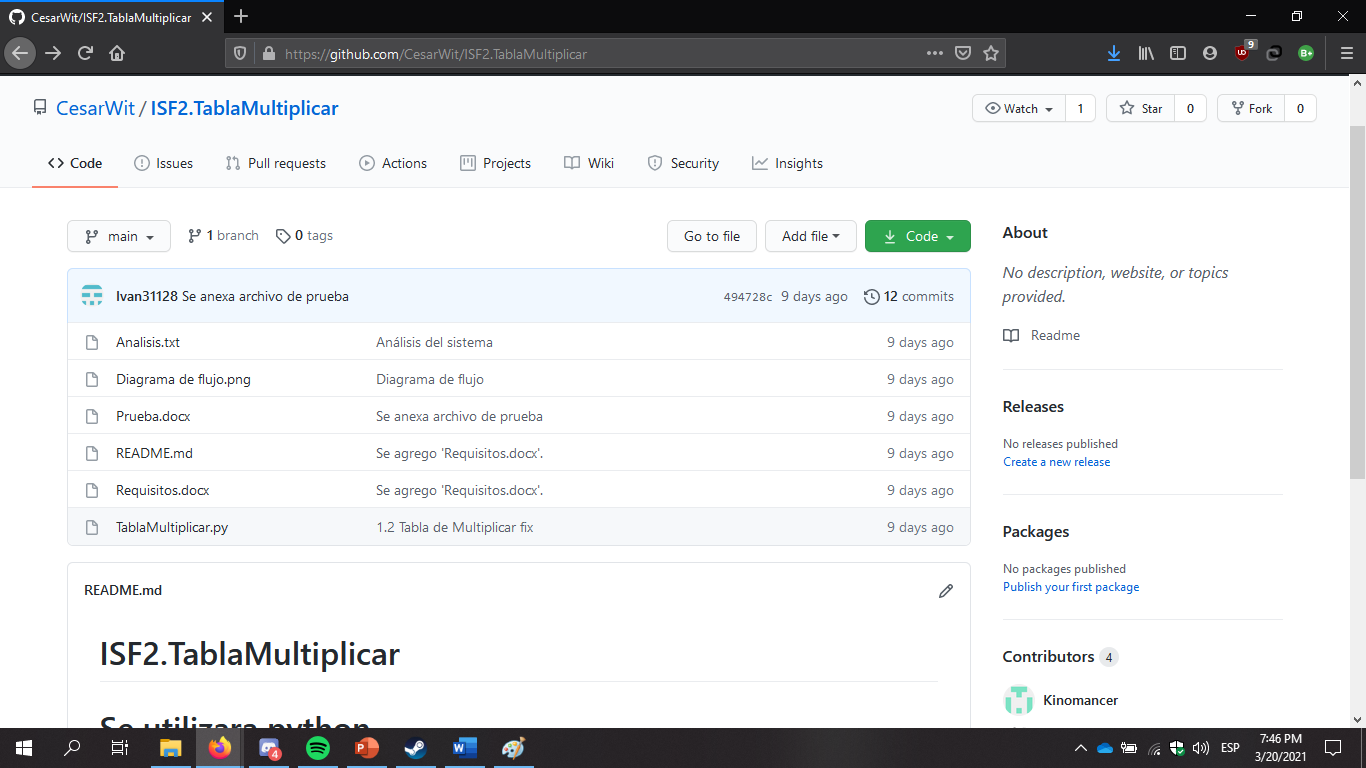 CesarWit/ISF2.TablaMultiplicar
https://github.com/CesarWit/ISF2.TablaMultiplicar
9
CesarWit / ISF2.TablaMultiplicar
Watch 1 Star 0 Fork 0
Code Issues Pull requests Actions Projects Wiki Security Insights
main 1 branch 0 tags Go to file Add file Code
Ivan31128 Se anexa archivo de prueba 494728c 9 days ago 12 commits
Analisis.txt Análisis del sistema 9 days ago
Diagrama de flujo.png Diagrama de flujo 9 days ago
Prueba.docx Se anexa archivo de prueba 9 days ago
README.md Se agrego 'Requisitos.docx'. 9 days ago
Requisitos.docx Se agrego 'Requisitos.docx'. 9 days ago
TablaMultiplicar.py 1.2 Tabla de Multiplicar fix 9 days ago
README.md
ISF2.TablaMultiplicar
Se utilizara python
About
No description, website, or topics
provided.
Readme
Releases
No releases published
Create a new release
Packages
No packages published
Publish your first package
Contributors 4
Kinomancer
4
ESP
7:46 PM
3/20/2021